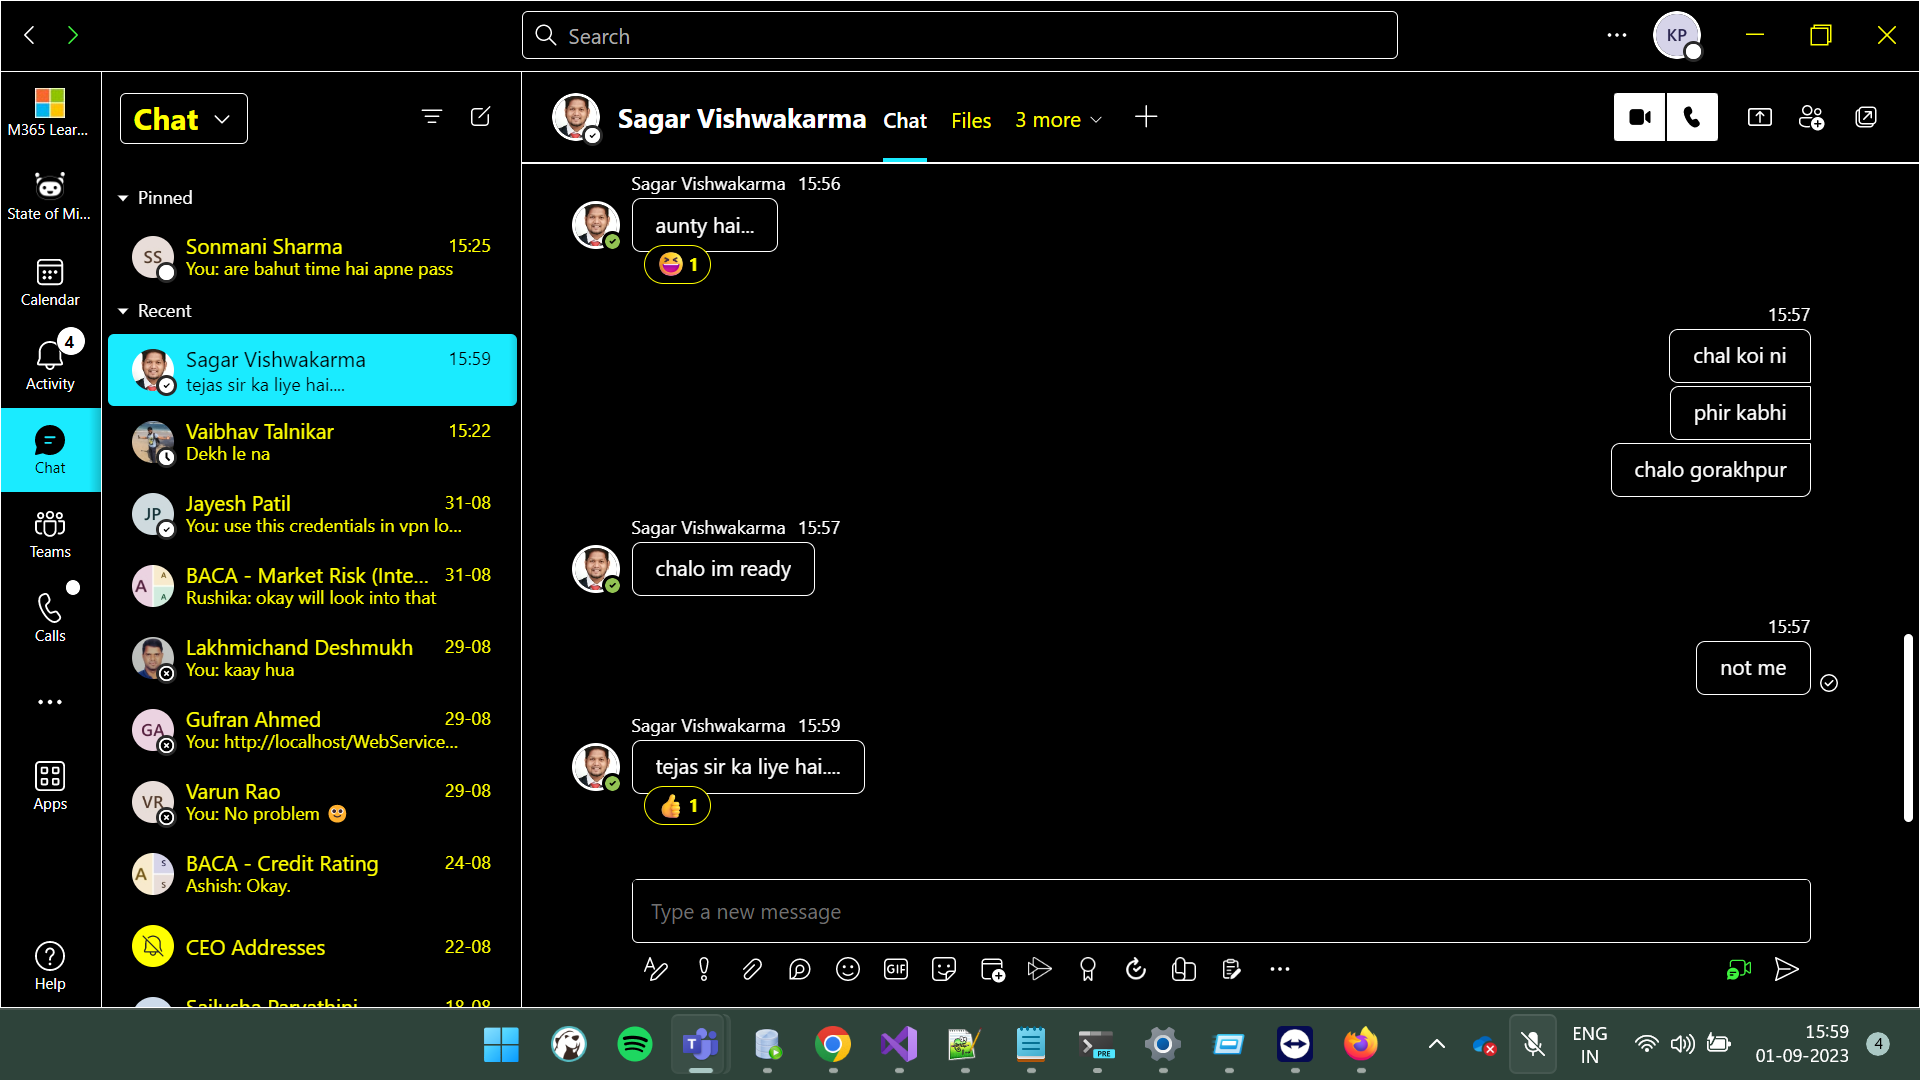 Search
KP
M365 Lear...
State of Mi...
Calendar
4
Activity
Chat
Teams
Calls
Apps
Help
Chat
Pinned
SS
Sonmani Sharma 15:25
You: are bahut time hai apne pass
Recent
Sagar Vishwakarma 15:59
tejas sir ka liye hai....
Vaibhav Talnikar 15:22
Dekh le na
JP
Jayesh Patil 31-08
You: use this credentials in vpn lo...
A A A
BACA - Market Risk (Inte... 31-08
Rushika: okay will look into that
Lakhmichand Deshmukh 29-08
You: kaay hua
GA
Gufran Ahmed 29-08
You: http://localhost/WebService...
VR
Varun Rao 29-08
You: No problem
A S S
BACA - Credit Rating 24-08
Ashish: Okay.
CEO Addresses 22-08
Sailusha Parvathini 18-08
Sagar Vishwakarma Chat Files 3 more
Sagar Vishwakarma 15:56
aunty hai...
1
15:57
chal koi ni
phir kabhi
chalo gorakhpur
Sagar Vishwakarma 15:57
chalo im ready
15:57
not me
Sagar Vishwakarma 15:59
tejas sir ka liye hai....
1
Type a new message
GIF
T
PRE
ENG
IN
15:59
01-09-2023
4